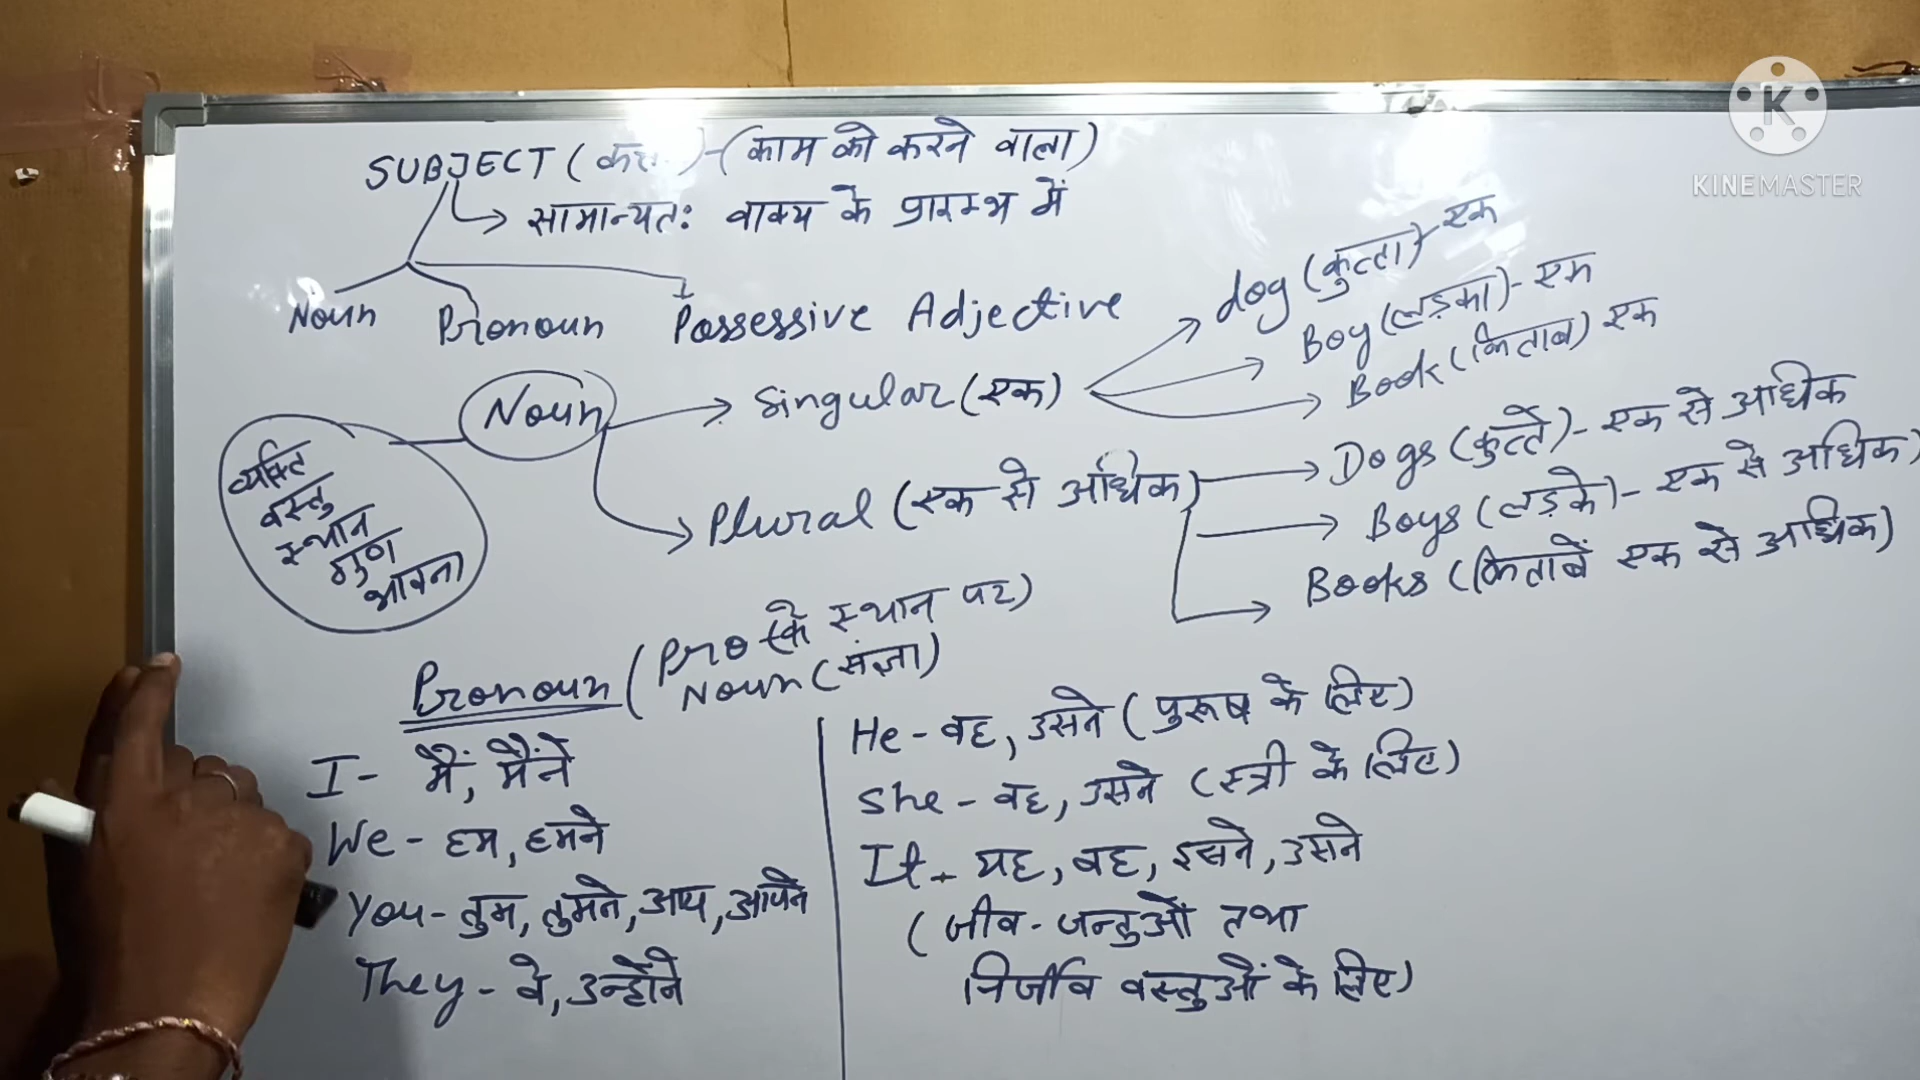 SUBJECT (कर्त्ता)-(काम को करने वाला)
→ सामान्यतः वाक्य के प्रारम्भ में
Noun Pronoun Possessive Adjective
Noun → Singular (एक)
dog (कुत्ता)-एक
Boy (लड़का)-एक
Book (किताब) एक
व्यक्ति
वस्तु
स्थान
गुण
भावना
Plural (एक से अधिक)
Dogs (कुत्ते)- एक से अधिक
Boys (लड़के)- एक से अधिक)
Books (किताबें एक से अधिक)
Pronoun (Pro (के स्थान पर)
Noun (संज्ञा)
I- मैं, मैंने
We- हम, हमने
You- तुम, तुमने, आप, आपने
They- वे, उन्होंने
He- वह, उसने (पुरूष के लिए)
She- वह, उसने (स्त्री के लिए)
It- यह, वह, इसने, उसने
(जीव-जन्तुओं तथा
निर्जीव वस्तुओं के लिए)
K
KINEMASTER